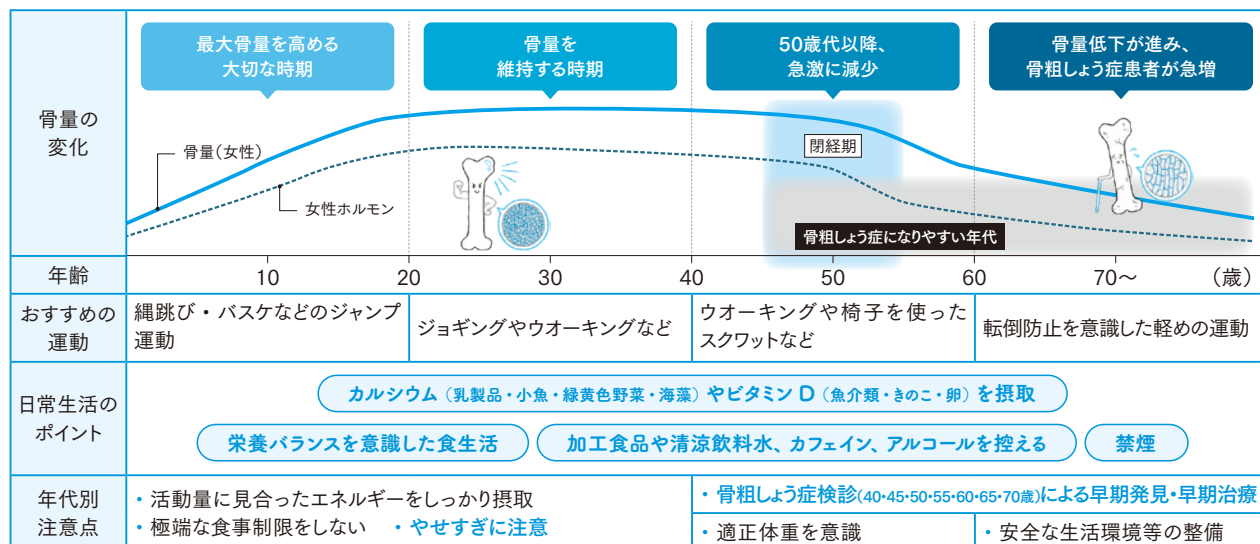 最大骨量を高める
大切な時期
骨量を
維持する時期
50歳代以降、
急激に減少
骨量低下が進み、
骨粗しょう症患者が急増
骨量の
変化
骨量(女性)
女性ホルモン
閉経期
骨粗しょう症になりやすい年代
年齢
10 20 30 40 50 60 70～ (歳)
おすすめの
運動
縄跳び・バスケなどのジャンプ
運動
ジョギングやウオーキングなど
ウオーキングや椅子を使った
スクワットなど
転倒防止を意識した軽めの運動
日常生活の
ポイント
カルシウム（乳製品・小魚・緑黄色野菜・海藻）やビタミンD（魚介類・きのこ・卵）を摂取
栄養バランスを意識した食生活
加工食品や清涼飲料水、カフェイン、アルコールを控える
禁煙
年代別
注意点
・活動量に見合ったエネルギーをしっかり摂取
・極端な食事制限をしない ・やせすぎに注意
・骨粗しょう症検診(40・45・50・55・60・65・70歳)による早期発見・早期治療
・適正体重を意識
・安全な生活環境等の整備